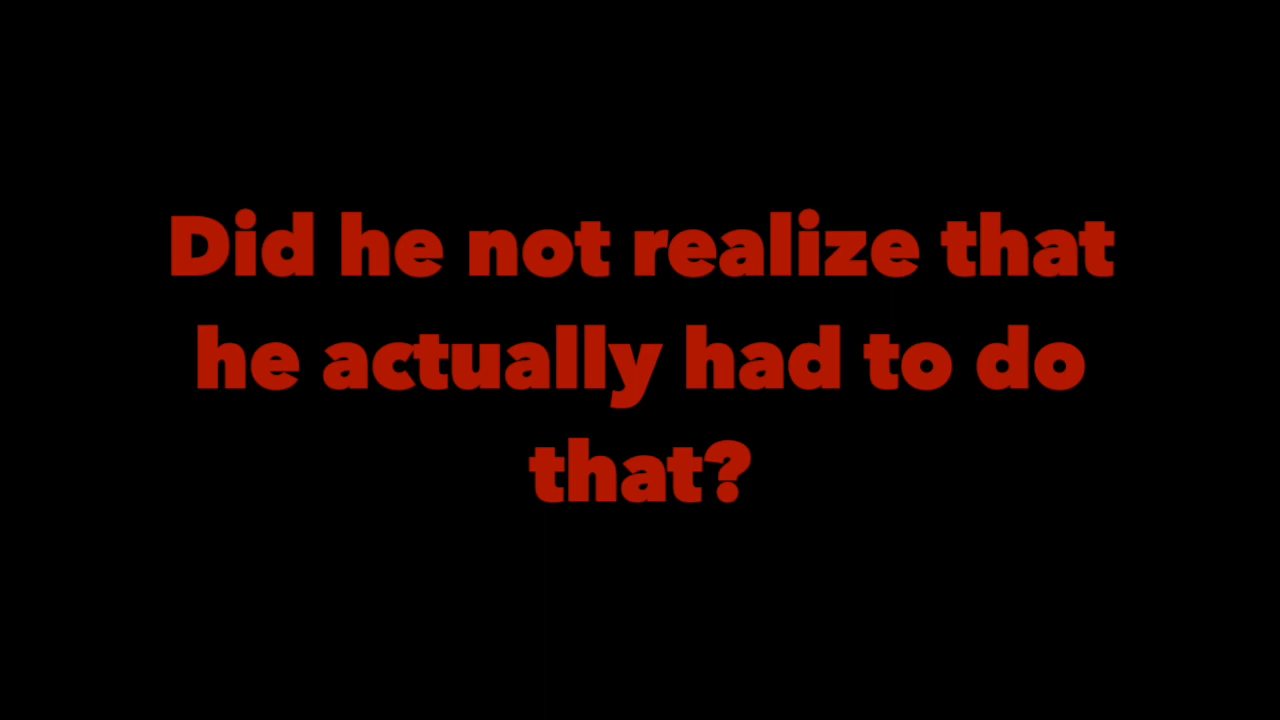 Did he not realize that
he actually had to do
that?